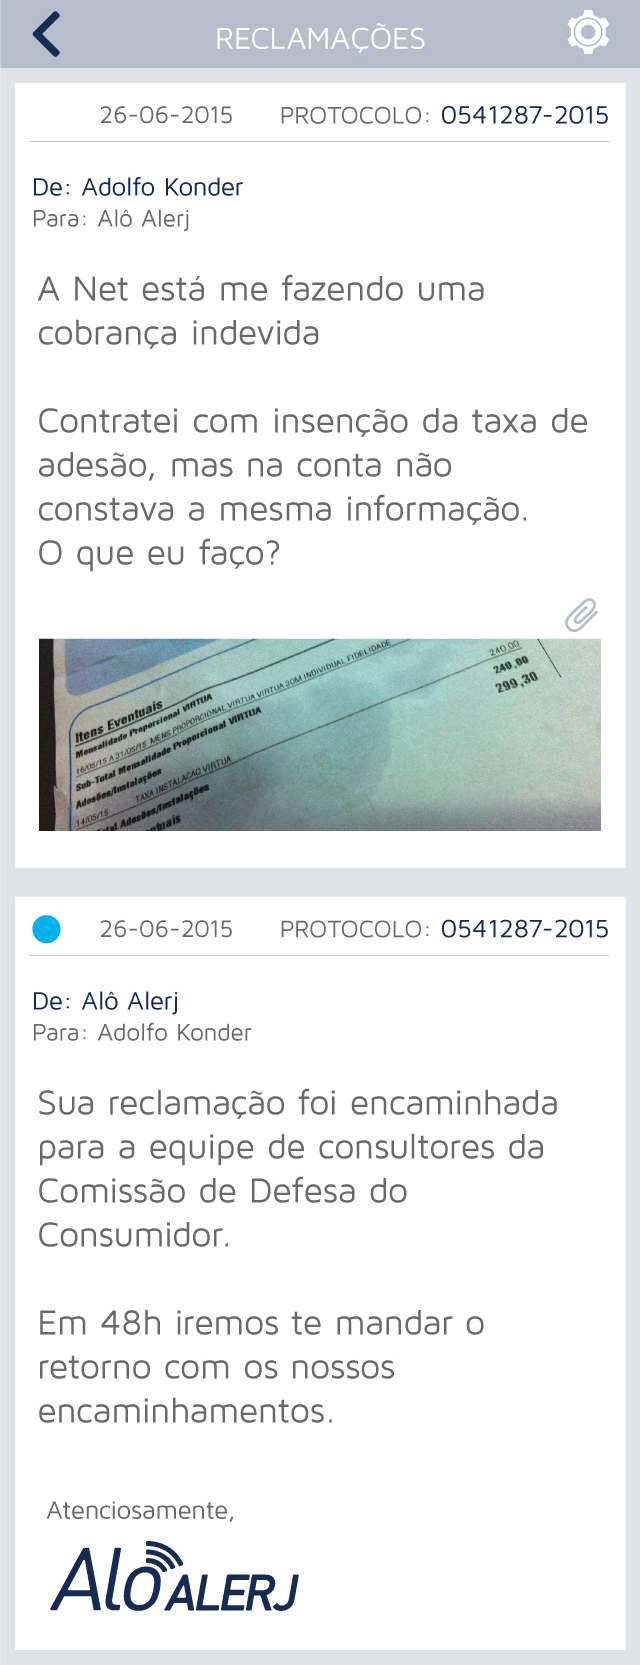 RECLAMAÇÕES
26-06-2015 PROTOCOLO: 0541287-2015
De: Adolfo Konder
Para: Alô Alerj
A Net está me fazendo uma
cobrança indevida
Contratei com insenção da taxa de
adesão, mas na conta não
constava a mesma informação.
O que eu faço?
Itens Eventuais
Mensalidade Proporcional VIRTUA
16/05/15 A 31/05/15 MENS PROPORCIONAL VIRTUA VIRTUA 30M INDIVIDUAL FIDELIDADE 240,00
Sub-Total Mensalidade Proporcional VIRTUA 240,00
Adesões/Instalações 299,30
14/05/15 TAXA INSTALACAO VIRTUA
tal Adesões/Instalações
26-06-2015 PROTOCOLO: 0541287-2015
De: Alô Alerj
Para: Adolfo Konder
Sua reclamação foi encaminhada
para a equipe de consultores da
Comissão de Defesa do
Consumidor.
Em 48h iremos te mandar o
retorno com os nossos
encaminhamentos.
Atenciosamente,
Alo ALERJ